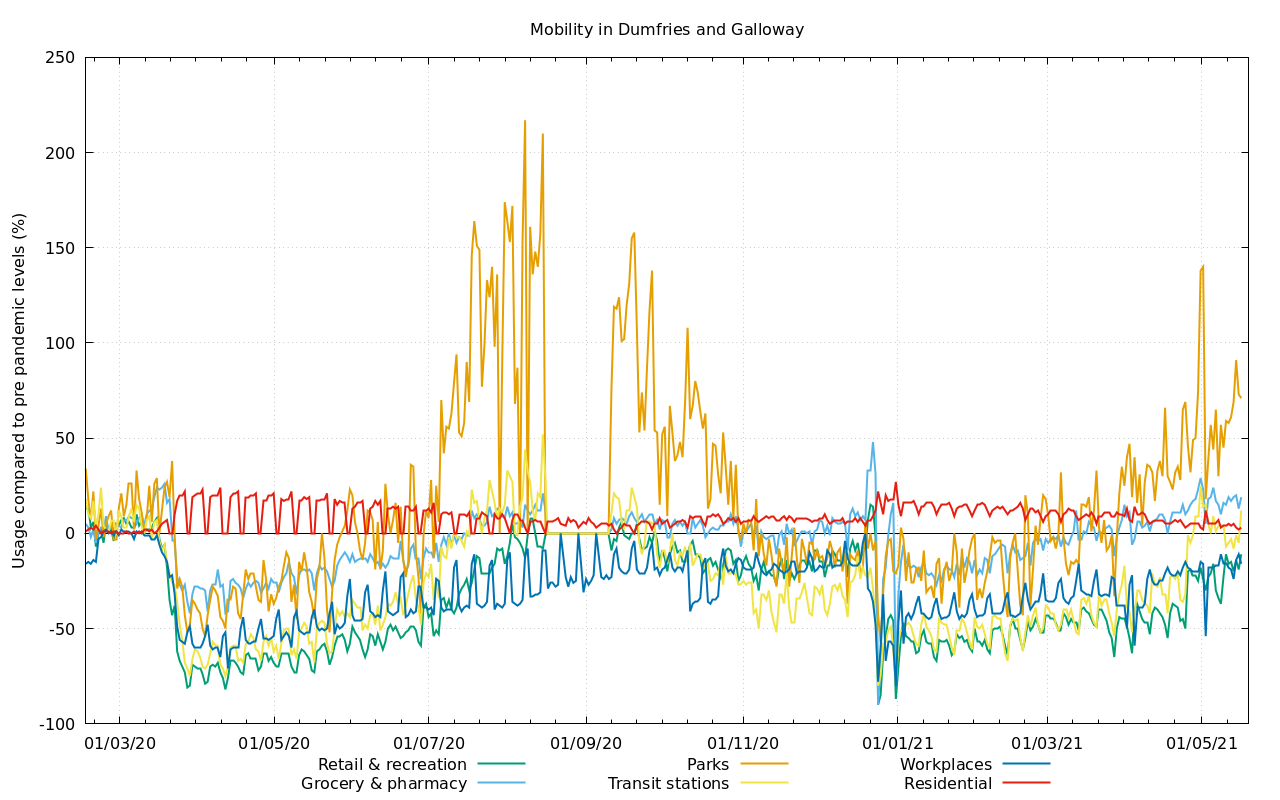 Mobility in Dumfries and Galloway
Usage compared to pre pandemic levels (%)
250
200
150
100
50
0
-50
-100
01/03/20 01/05/20 01/07/20 01/09/20 01/11/20 01/01/21 01/03/21 01/05/21
Retail & recreation Parks Workplaces
Grocery & pharmacy Transit stations Residential